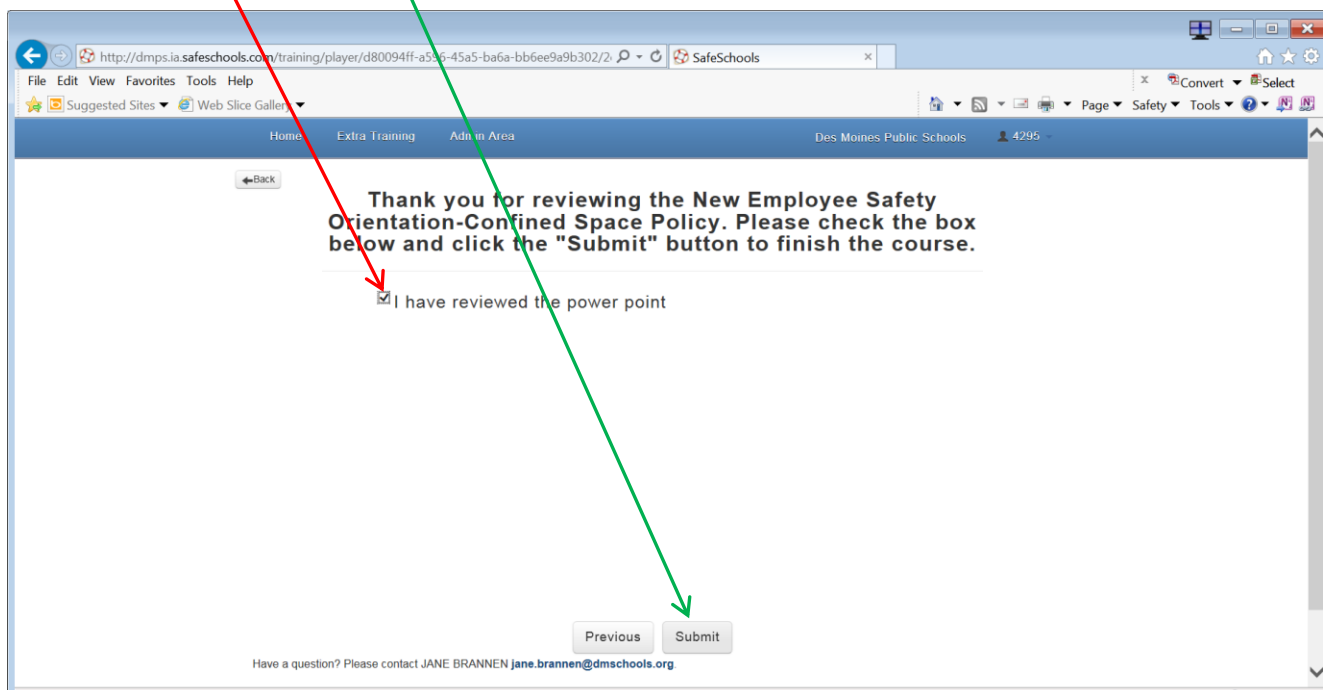 http://dmps.ia.safeschools.com/training/player/d80094ff-a596-45a5-ba6a-bb6ee9a9b302/2 SafeSchools
File Edit View Favorites Tools Help
Convert Select
Suggested Sites Web Slice Gallery
Page Safety Tools
Home Extra Training Admin Area Des Moines Public Schools 4295
Back
Thank you for reviewing the New Employee Safety
Orientation-Confined Space Policy. Please check the box
below and click the "Submit" button to finish the course.
I have reviewed the power point
Previous Submit
Have a question? Please contact JANE BRANNEN jane.brannen@dmschools.org.